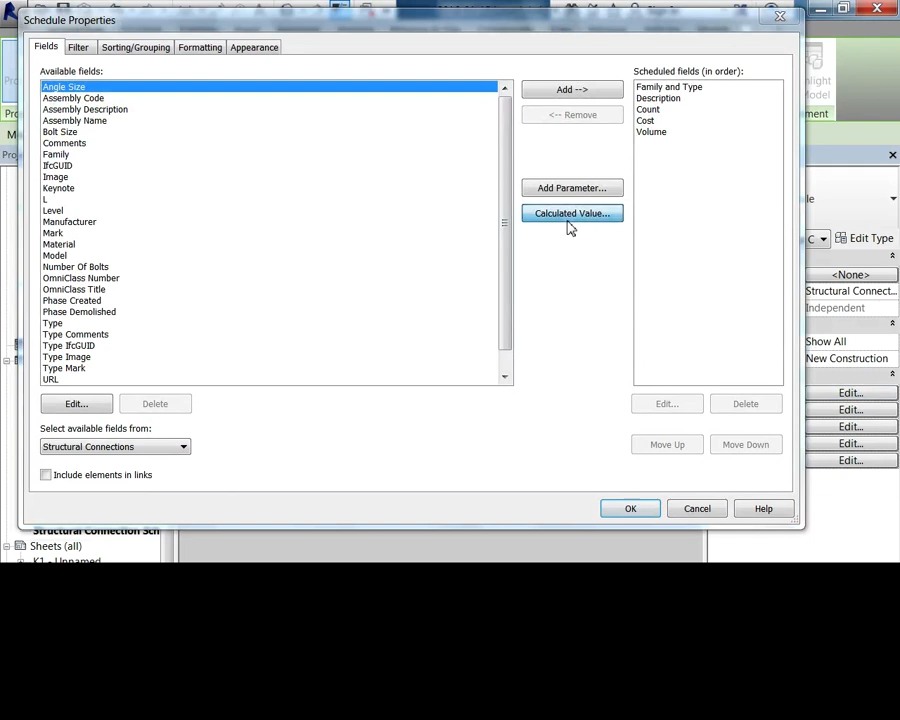 Schedule Properties
Fields Filter Sorting/Grouping Formatting Appearance
Available fields:
Angle Size
Assembly Code
Assembly Description
Assembly Name
Bolt Size
Comments
Family
IfcGUID
Image
Keynote
L
Level
Manufacturer
Mark
Material
Model
Number Of Bolts
OmniClass Number
OmniClass Title
Phase Created
Phase Demolished
Type
Type Comments
Type IfcGUID
Type Image
Type Mark
URL
Add -->
<-- Remove
Add Parameter...
Calculated Value...
Scheduled fields (in order):
Family and Type
Description
Count
Cost
Volume
Edit... Delete
Edit... Delete
Select available fields from:
Structural Connections
Move Up Move Down
Include elements in links
OK Cancel Help
Edit Type
<None>
Structural Connect...
Independent
Show All
New Construction
Edit...
Edit...
Edit...
Edit...
Edit...
Structural Connection Sch
Sheets (all)
K1 - Unnamed